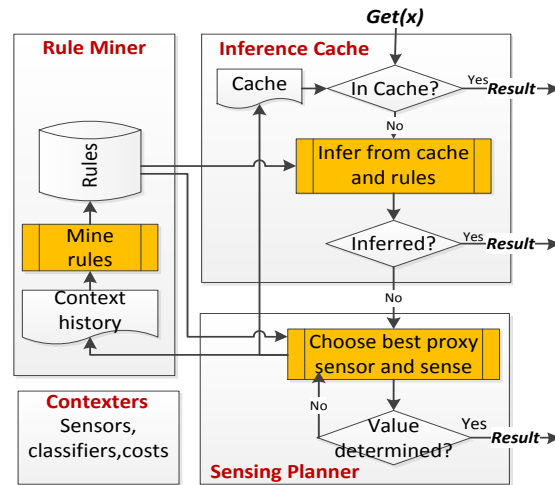 Get(x)
Rule Miner
Inference Cache
Cache
In Cache?
Yes
Result
No
Rules
Infer from cache
and rules
Mine
rules
Inferred?
Yes
Result
Context
history
No
Choose best proxy
sensor and sense
Contexters
Sensors,
classifiers,costs
No
Value
determined?
Yes
Result
Sensing Planner